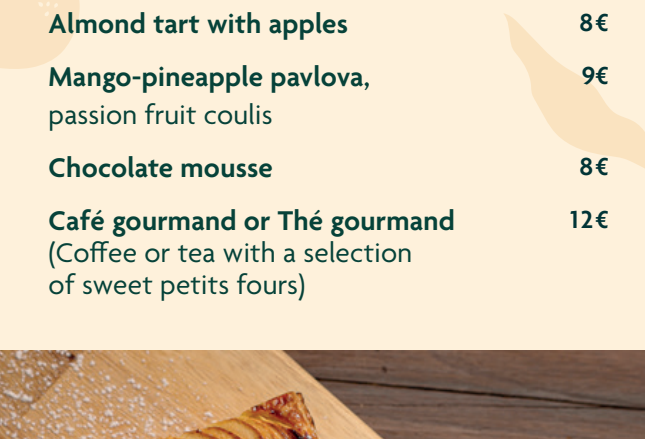 Almond tart with apples 8€
Mango-pineapple pavlova, 9€
passion fruit coulis
Chocolate mousse 8€
Café gourmand or Thé gourmand 12€
(Coffee or tea with a selection
of sweet petits fours)